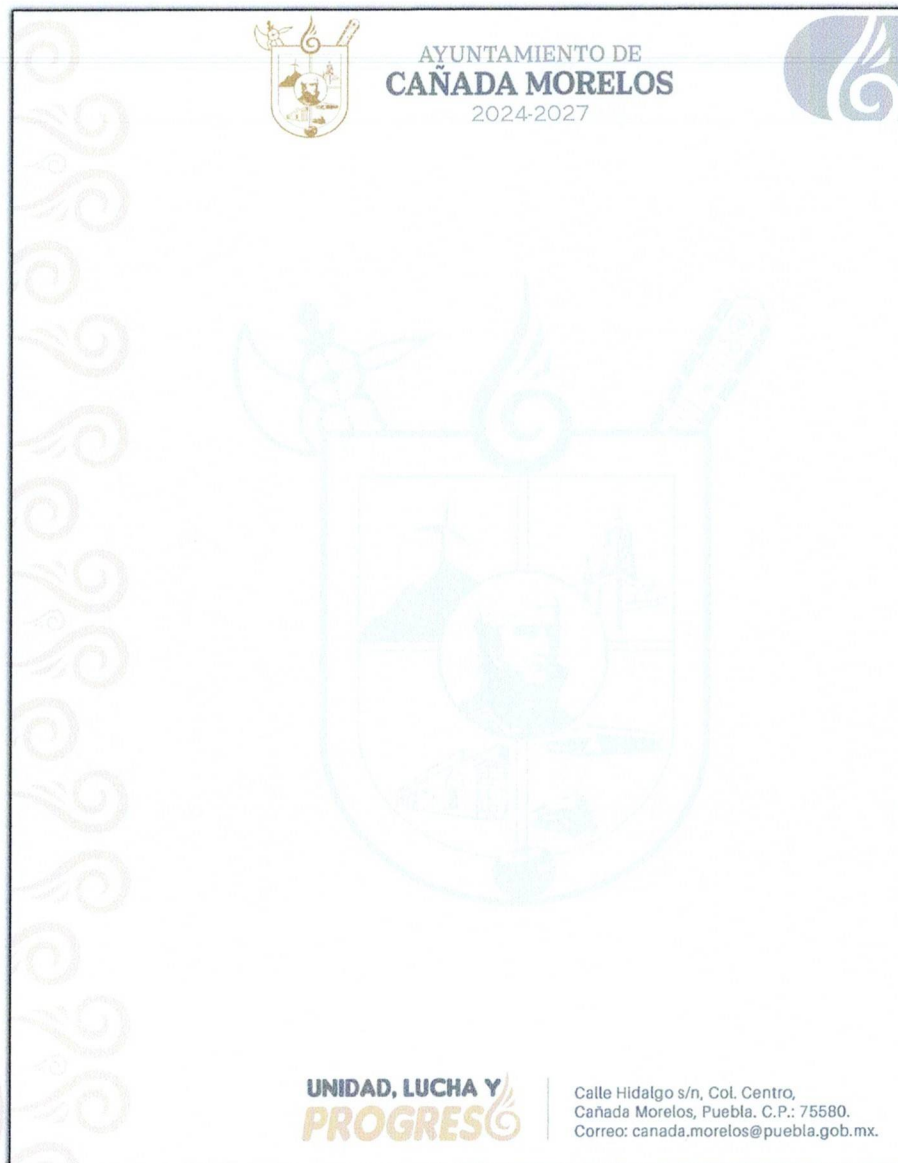 AYUNTAMIENTO DE
CAÑADA MORELOS
2024-2027
UNIDAD, LUCHA Y
PROGRESO
Calle Hidalgo s/n, Col. Centro,
Cañada Morelos, Puebla. C.P.: 75580.
Correo: canada.morelos@puebla.gob.mx.